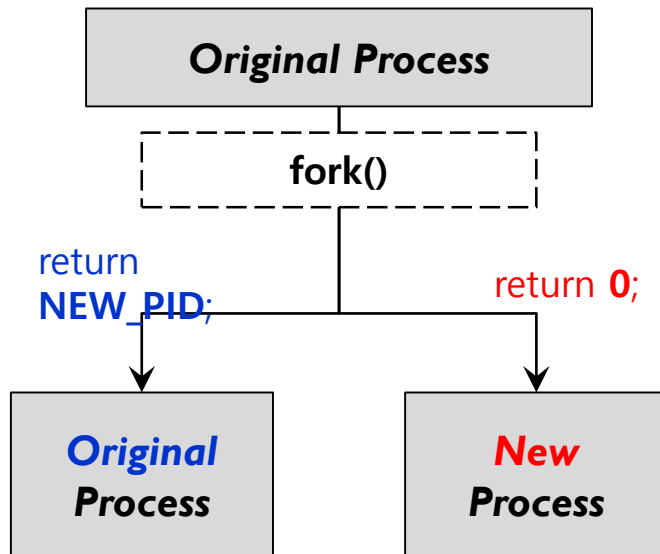 Original Process
fork()
return
NEW_PID;
return 0;
Original
Process
New
Process